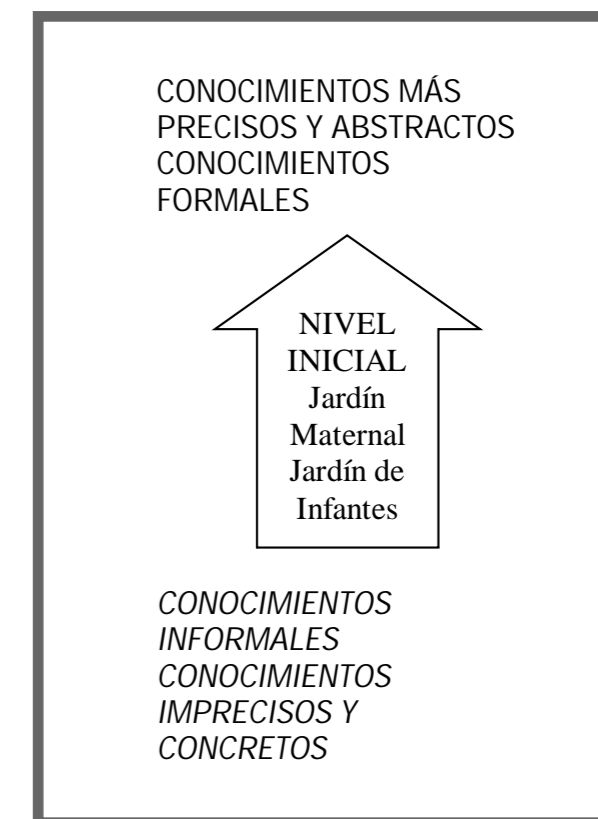 CONOCIMIENTOS MÁS
PRECISOS Y ABSTRACTOS
CONOCIMIENTOS
FORMALES
NIVEL
INICIAL
Jardín
Maternal
Jardín de
Infantes
CONOCIMIENTOS
INFORMALES
CONOCIMIENTOS
IMPRECISOS Y
CONCRETOS